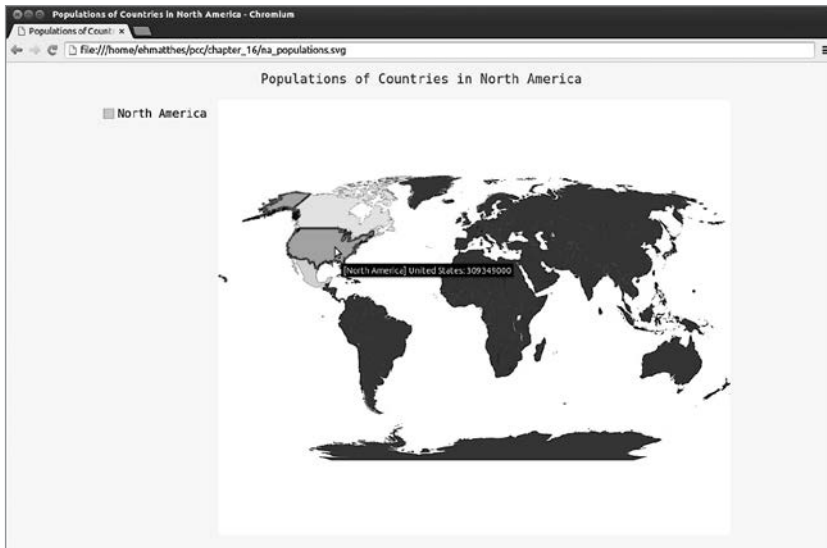 Populations of Countries in North America - Chromium
Populations of Count
file:///home/ehmatthes/pcc/chapter_16/na_populations.svg
Populations of Countries in North America
North America
[North America] United States: 309349000